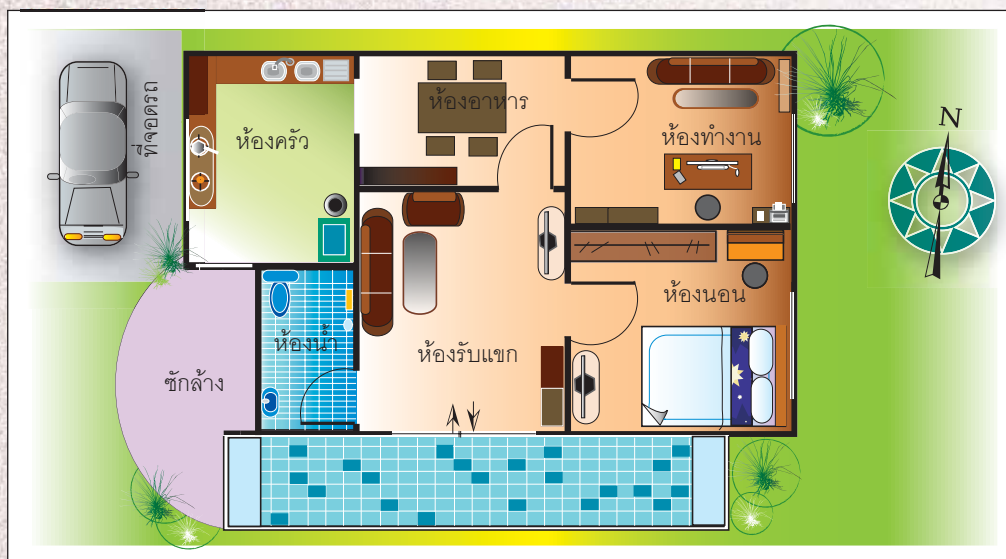 ที่จอดรถ
ห้องครัว
ห้องอาหาร
ห้องทำงาน
N
ซักล้าง
ห้องน้ำ
ห้องรับแขก
ห้องนอน